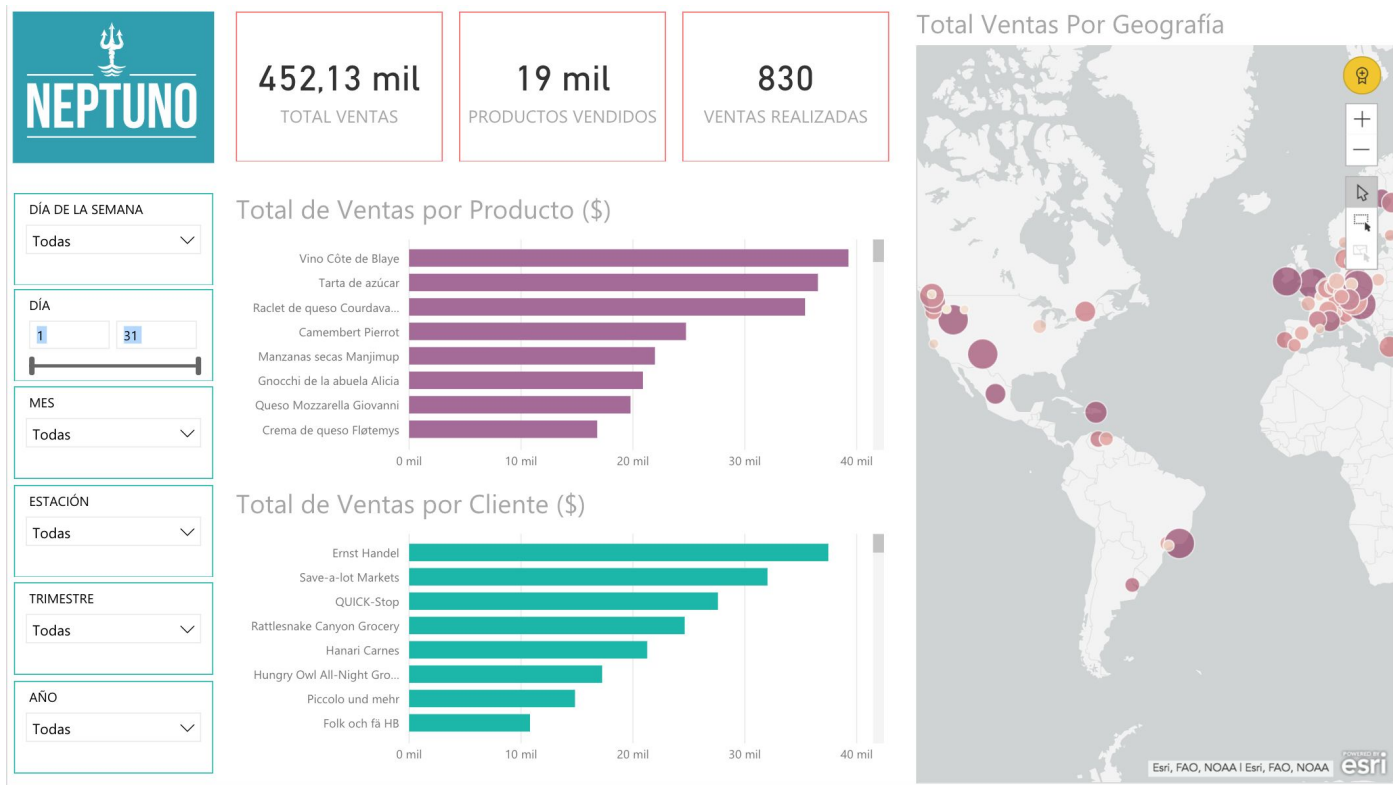 NEPTUNO
452,13 mil
TOTAL VENTAS
19 mil
PRODUCTOS VENDIDOS
830
VENTAS REALIZADAS
DÍA DE LA SEMANA
Todas
DÍA
1 31
MES
Todas
ESTACIÓN
Todas
TRIMESTRE
Todas
AÑO
Todas
Total de Ventas por Producto ($)
Vino Côte de Blaye
Tarta de azúcar
Raclet de queso Courdava...
Camembert Pierrot
Manzanas secas Manjimup
Gnocchi de la abuela Alicia
Queso Mozzarella Giovanni
Crema de queso Fløtemys
0 mil 10 mil 20 mil 30 mil 40 mil
Total de Ventas por Cliente ($)
Ernst Handel
Save-a-lot Markets
QUICK-Stop
Rattlesnake Canyon Grocery
Hanari Carnes
Hungry Owl All-Night Gro...
Piccolo und mehr
Folk och fä HB
0 mil 10 mil 20 mil 30 mil 40 mil
Total Ventas Por Geografía
Esri, FAO, NOAA | Esri, FAO, NOAA
POWERED BY
esri